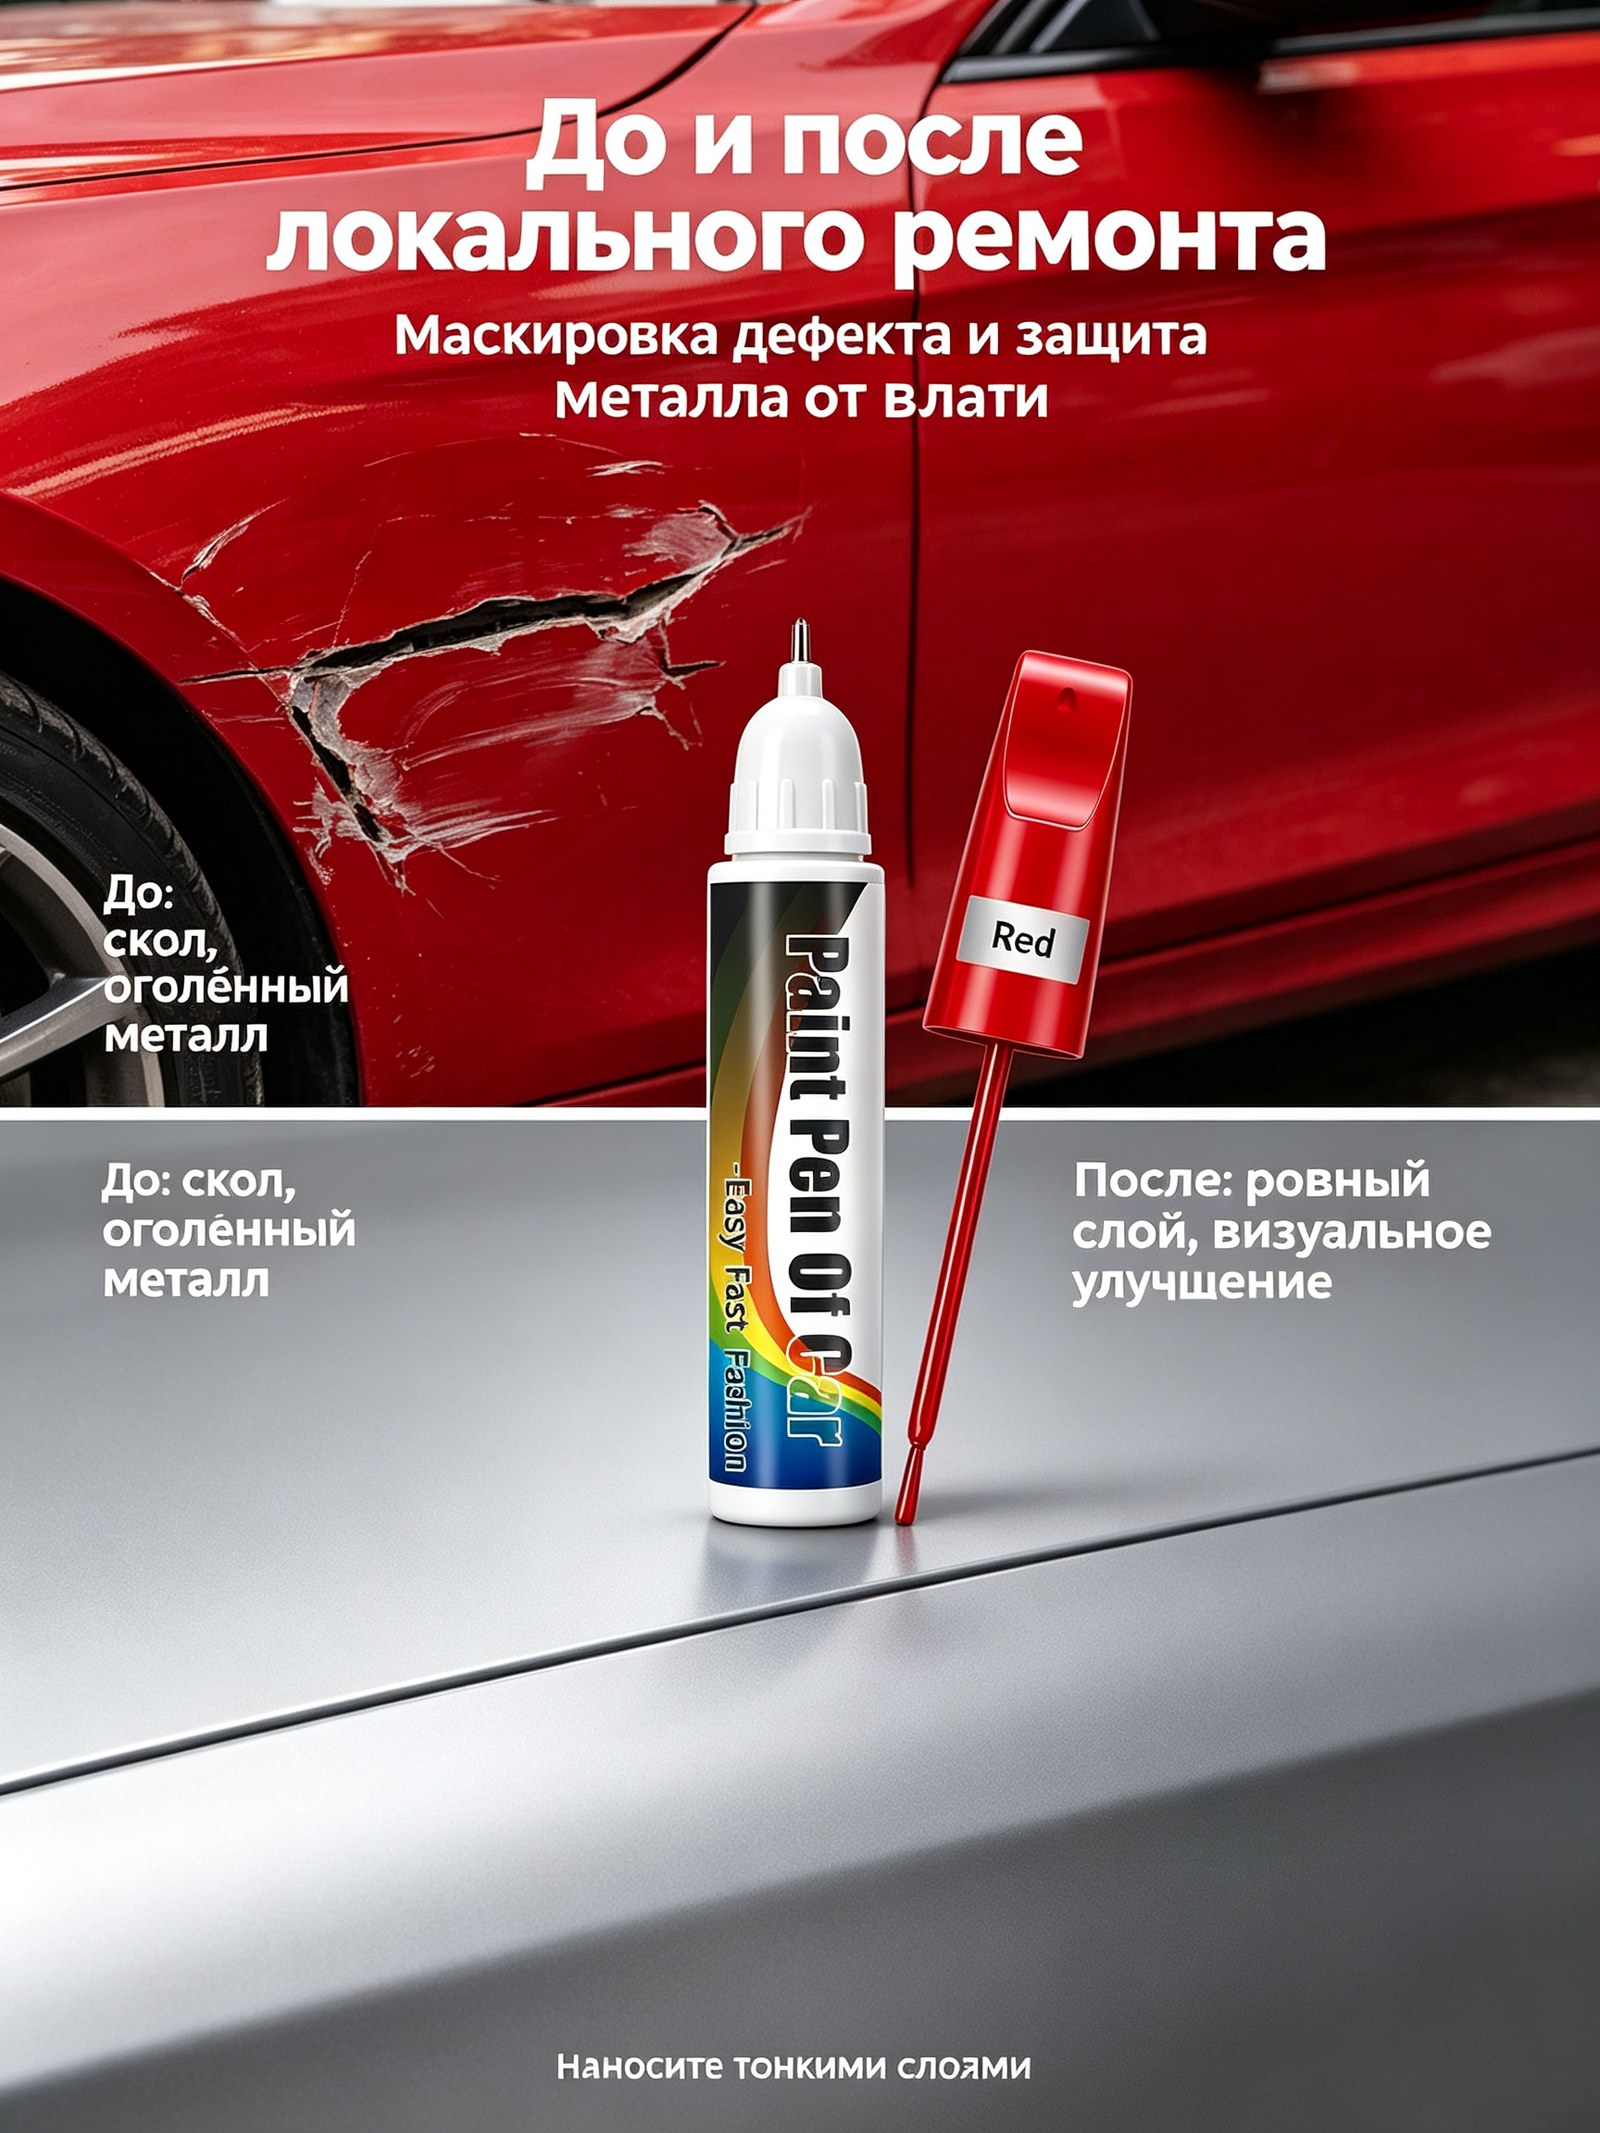 До и после
локального ремонта
Маскировка дефекта и защита
металла от влати
До:
скол,
оголённый
металл
Red
Paint Pen Of Car
-Easy Fast Fashion
До: скол,
оголённый
металл
После: ровный
слой, визуальное
улучшение
Наносите тонкими слоями